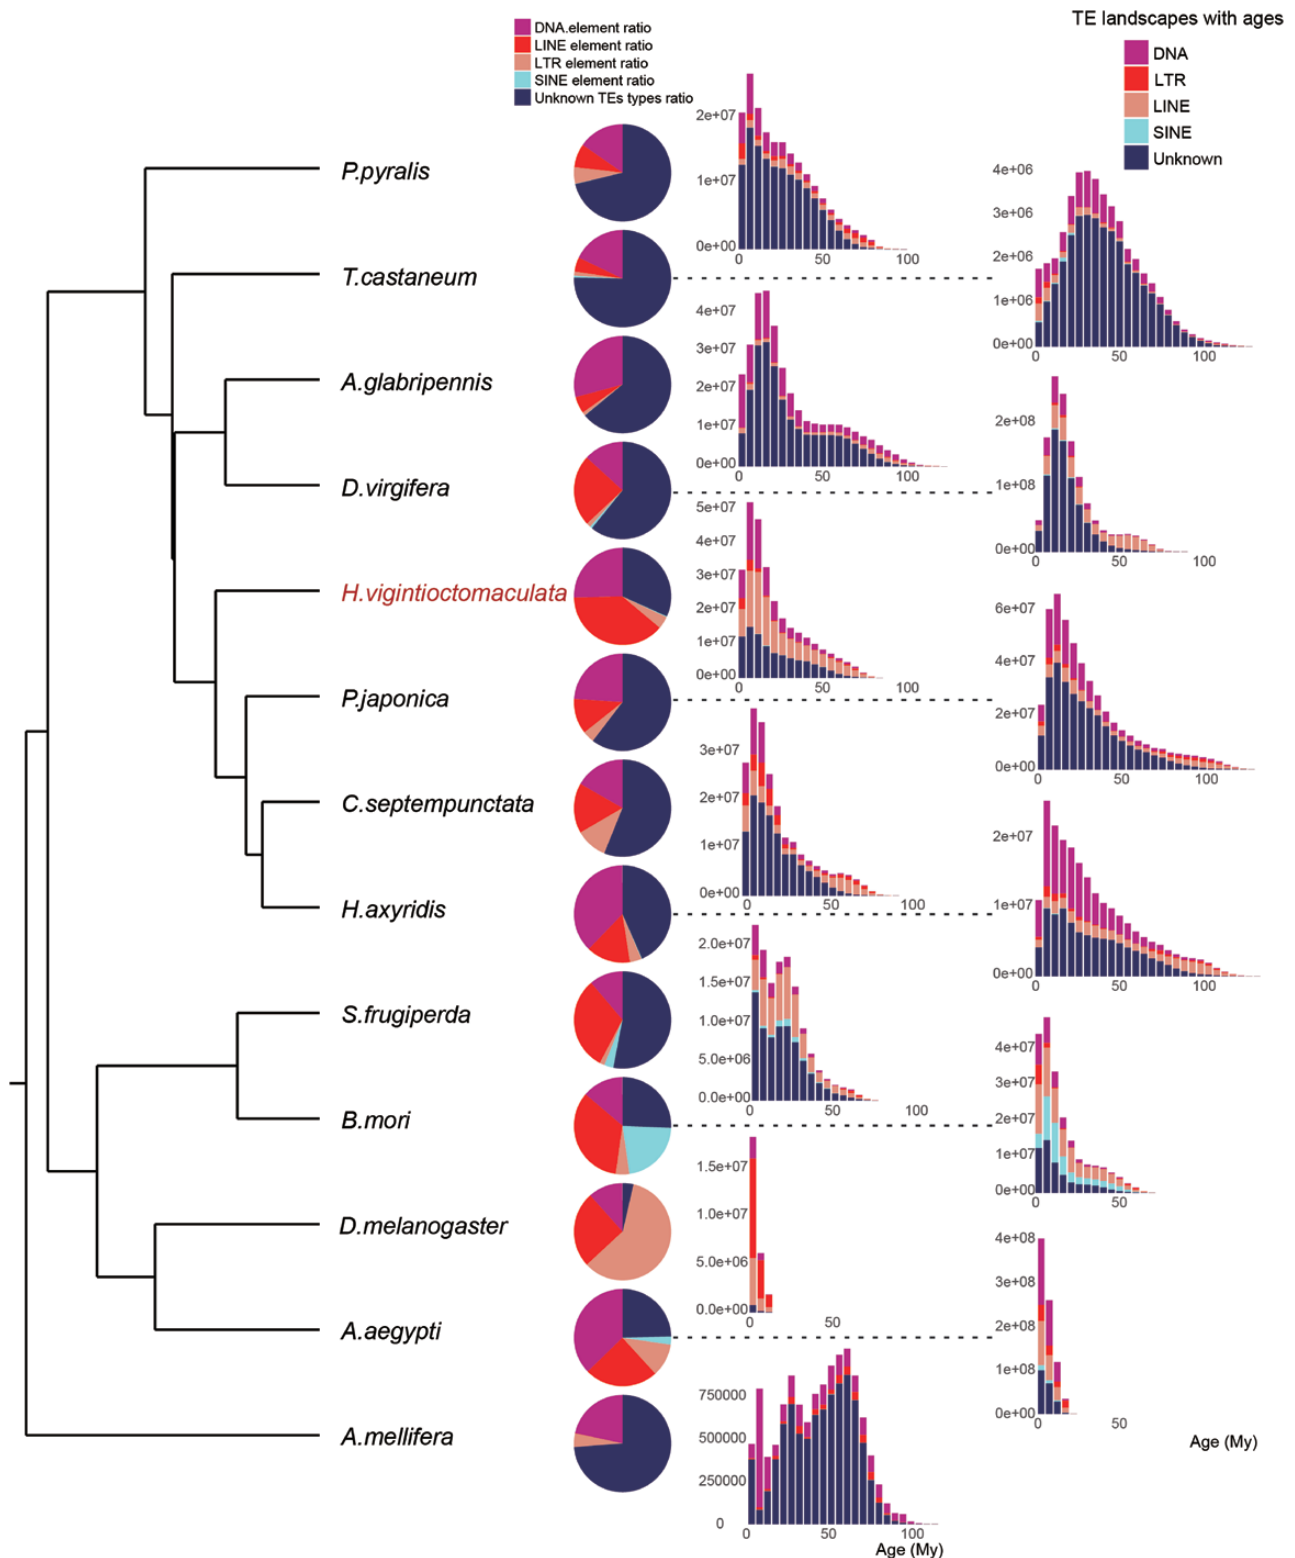 DNA.element ratio
LINE element ratio
LTR element ratio
SINE element ratio
Unknown TEs types ratio
TE landscapes with ages
DNA
LTR
LINE
SINE
Unknown
P.pyralis
T.castaneum
A.glabripennis
D.virgifera
H.vigintioctomaculata
P.japonica
C.septempunctata
H.axyridis
S.frugiperda
B.mori
D.melanogaster
A.aegypti
A.mellifera
2e+07
1e+07
0e+00
0 50 100
4e+06
3e+06
2e+06
1e+06
0e+00
0 50 100
4e+07
3e+07
2e+07
1e+07
0e+00
0 50 100
2e+08
1e+08
0e+00
0 50 100
5e+07
4e+07
3e+07
2e+07
1e+07
0e+00
0 50 100
6e+07
4e+07
2e+07
0e+00
0 50 100
3e+07
2e+07
1e+07
0e+00
0 50 100
2e+07
1e+07
0e+00
0 50 100
2.0e+07
1.5e+07
1.0e+07
5.0e+06
0.0e+00
0 50 100
4e+07
3e+07
2e+07
1e+07
0e+00
0 50
1.5e+07
1.0e+07
5.0e+06
0.0e+00
0 50
4e+08
3e+08
2e+08
1e+08
0e+00
0 50
Age (My)
750000
500000
250000
0
0 50 100
Age (My)